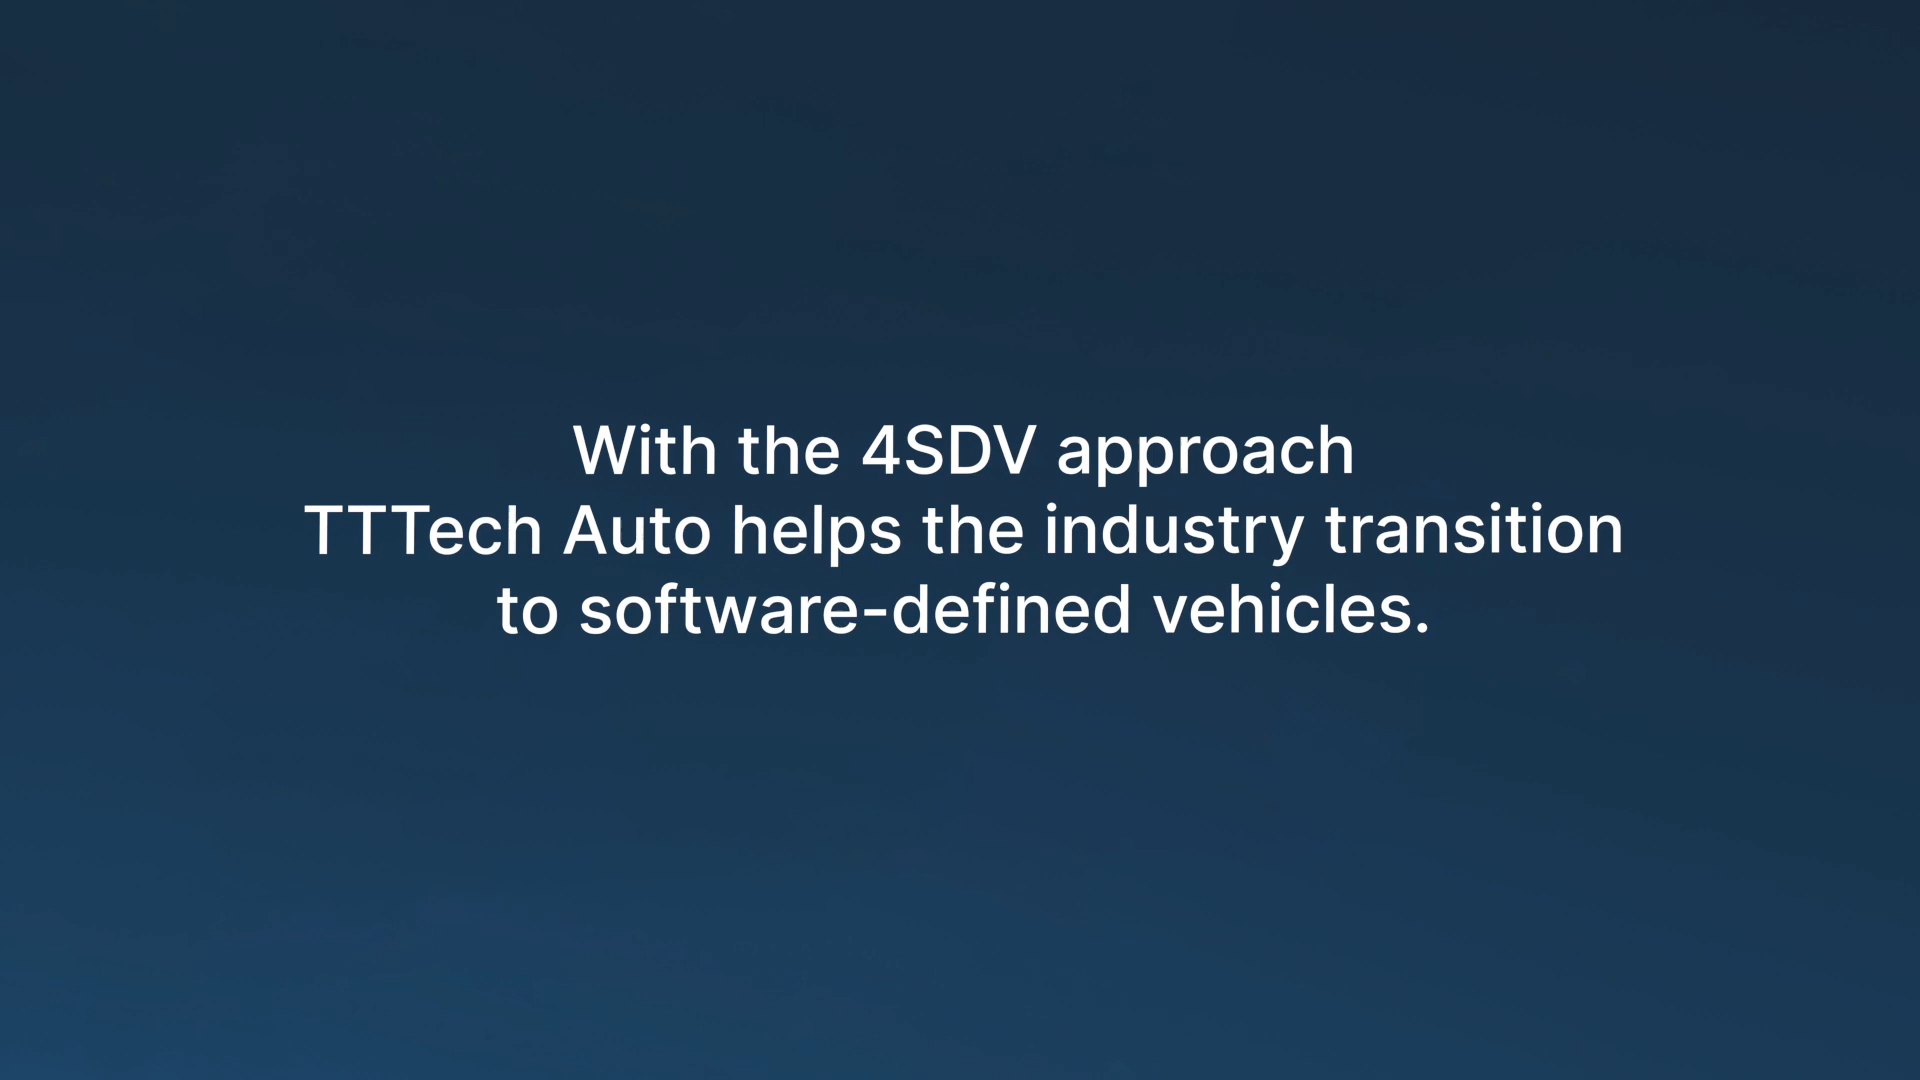 With the 4SDV approach
TTTech Auto helps the industry transition
to software-defined vehicles.